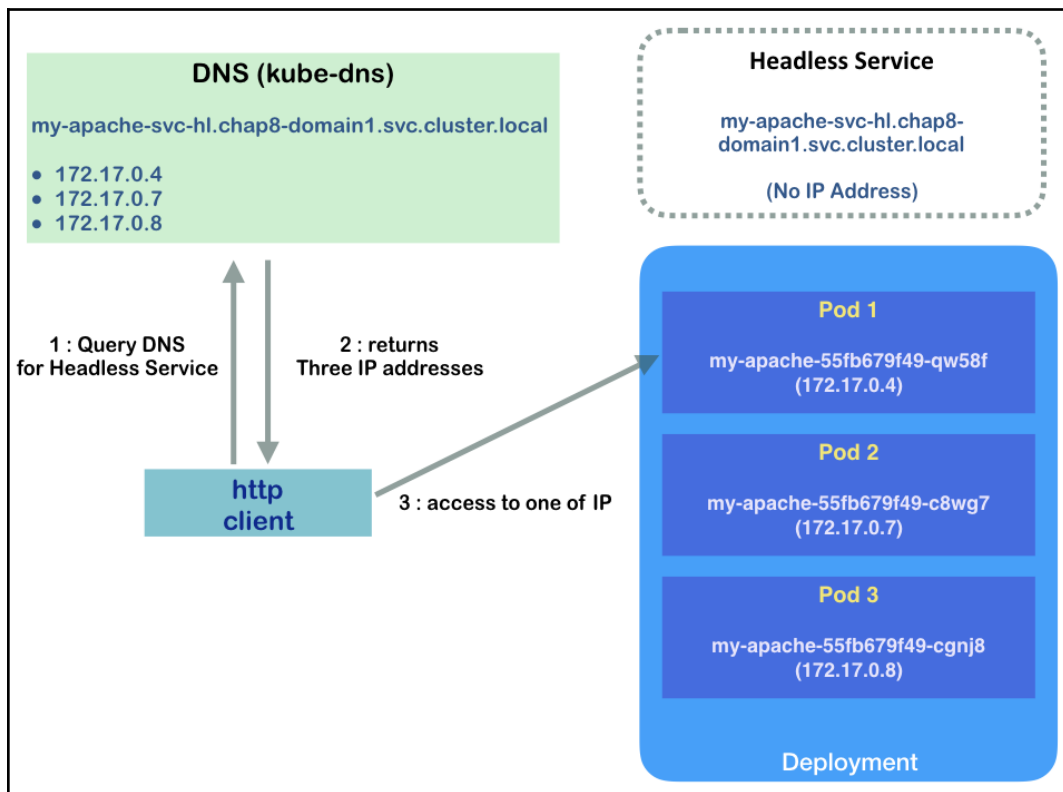 DNS (kube-dns)
my-apache-svc-hl.chap8-domain1.svc.cluster.local
• 172.17.0.4
• 172.17.0.7
• 172.17.0.8
Headless Service
my-apache-svc-hl.chap8-
domain1.svc.cluster.local
(No IP Address)
1 : Query DNS
for Headless Service
2 : returns
Three IP addresses
http
client
3 : access to one of IP
Pod 1
my-apache-55fb679f49-qw58f
(172.17.0.4)
Pod 2
my-apache-55fb679f49-c8wg7
(172.17.0.7)
Pod 3
my-apache-55fb679f49-cgnj8
(172.17.0.8)
Deployment